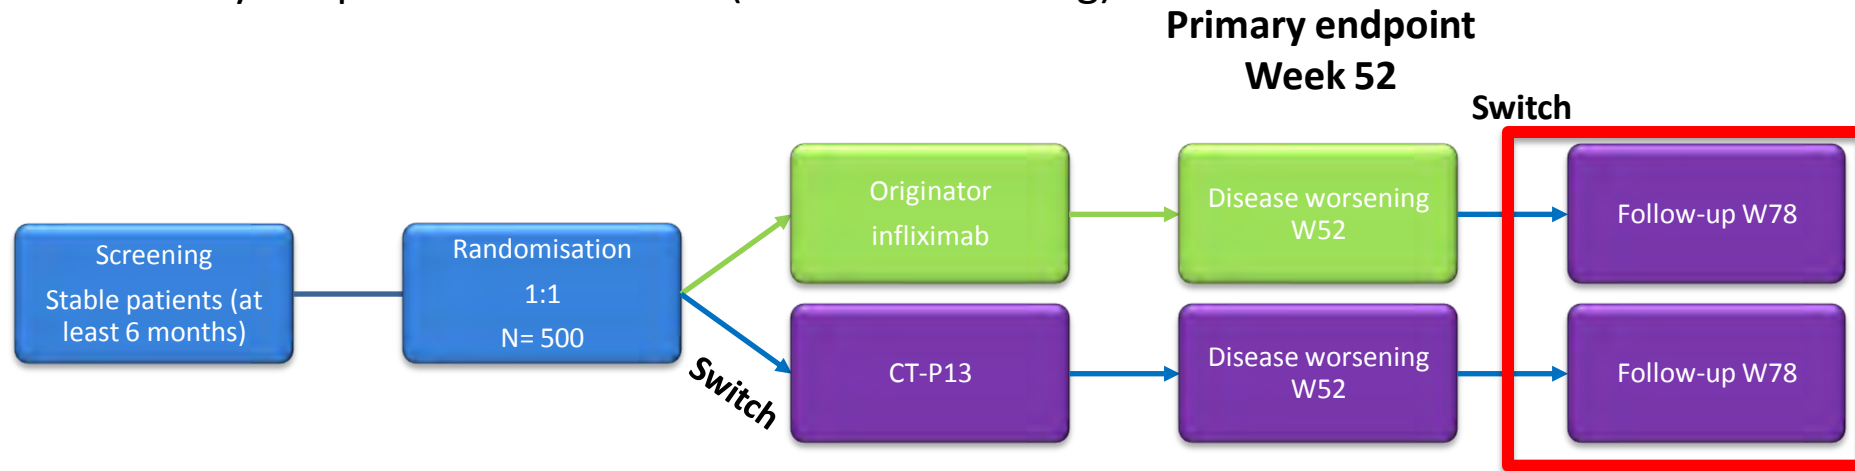 Primary endpoint
Week 52
Switch
Screening
Stable patients (at
least 6 months)
Randomisation
1:1
N= 500
Switch
Originator
infliximab
Disease worsening
W52
Follow-up W78
CT-P13
Disease worsening
W52
Follow-up W78